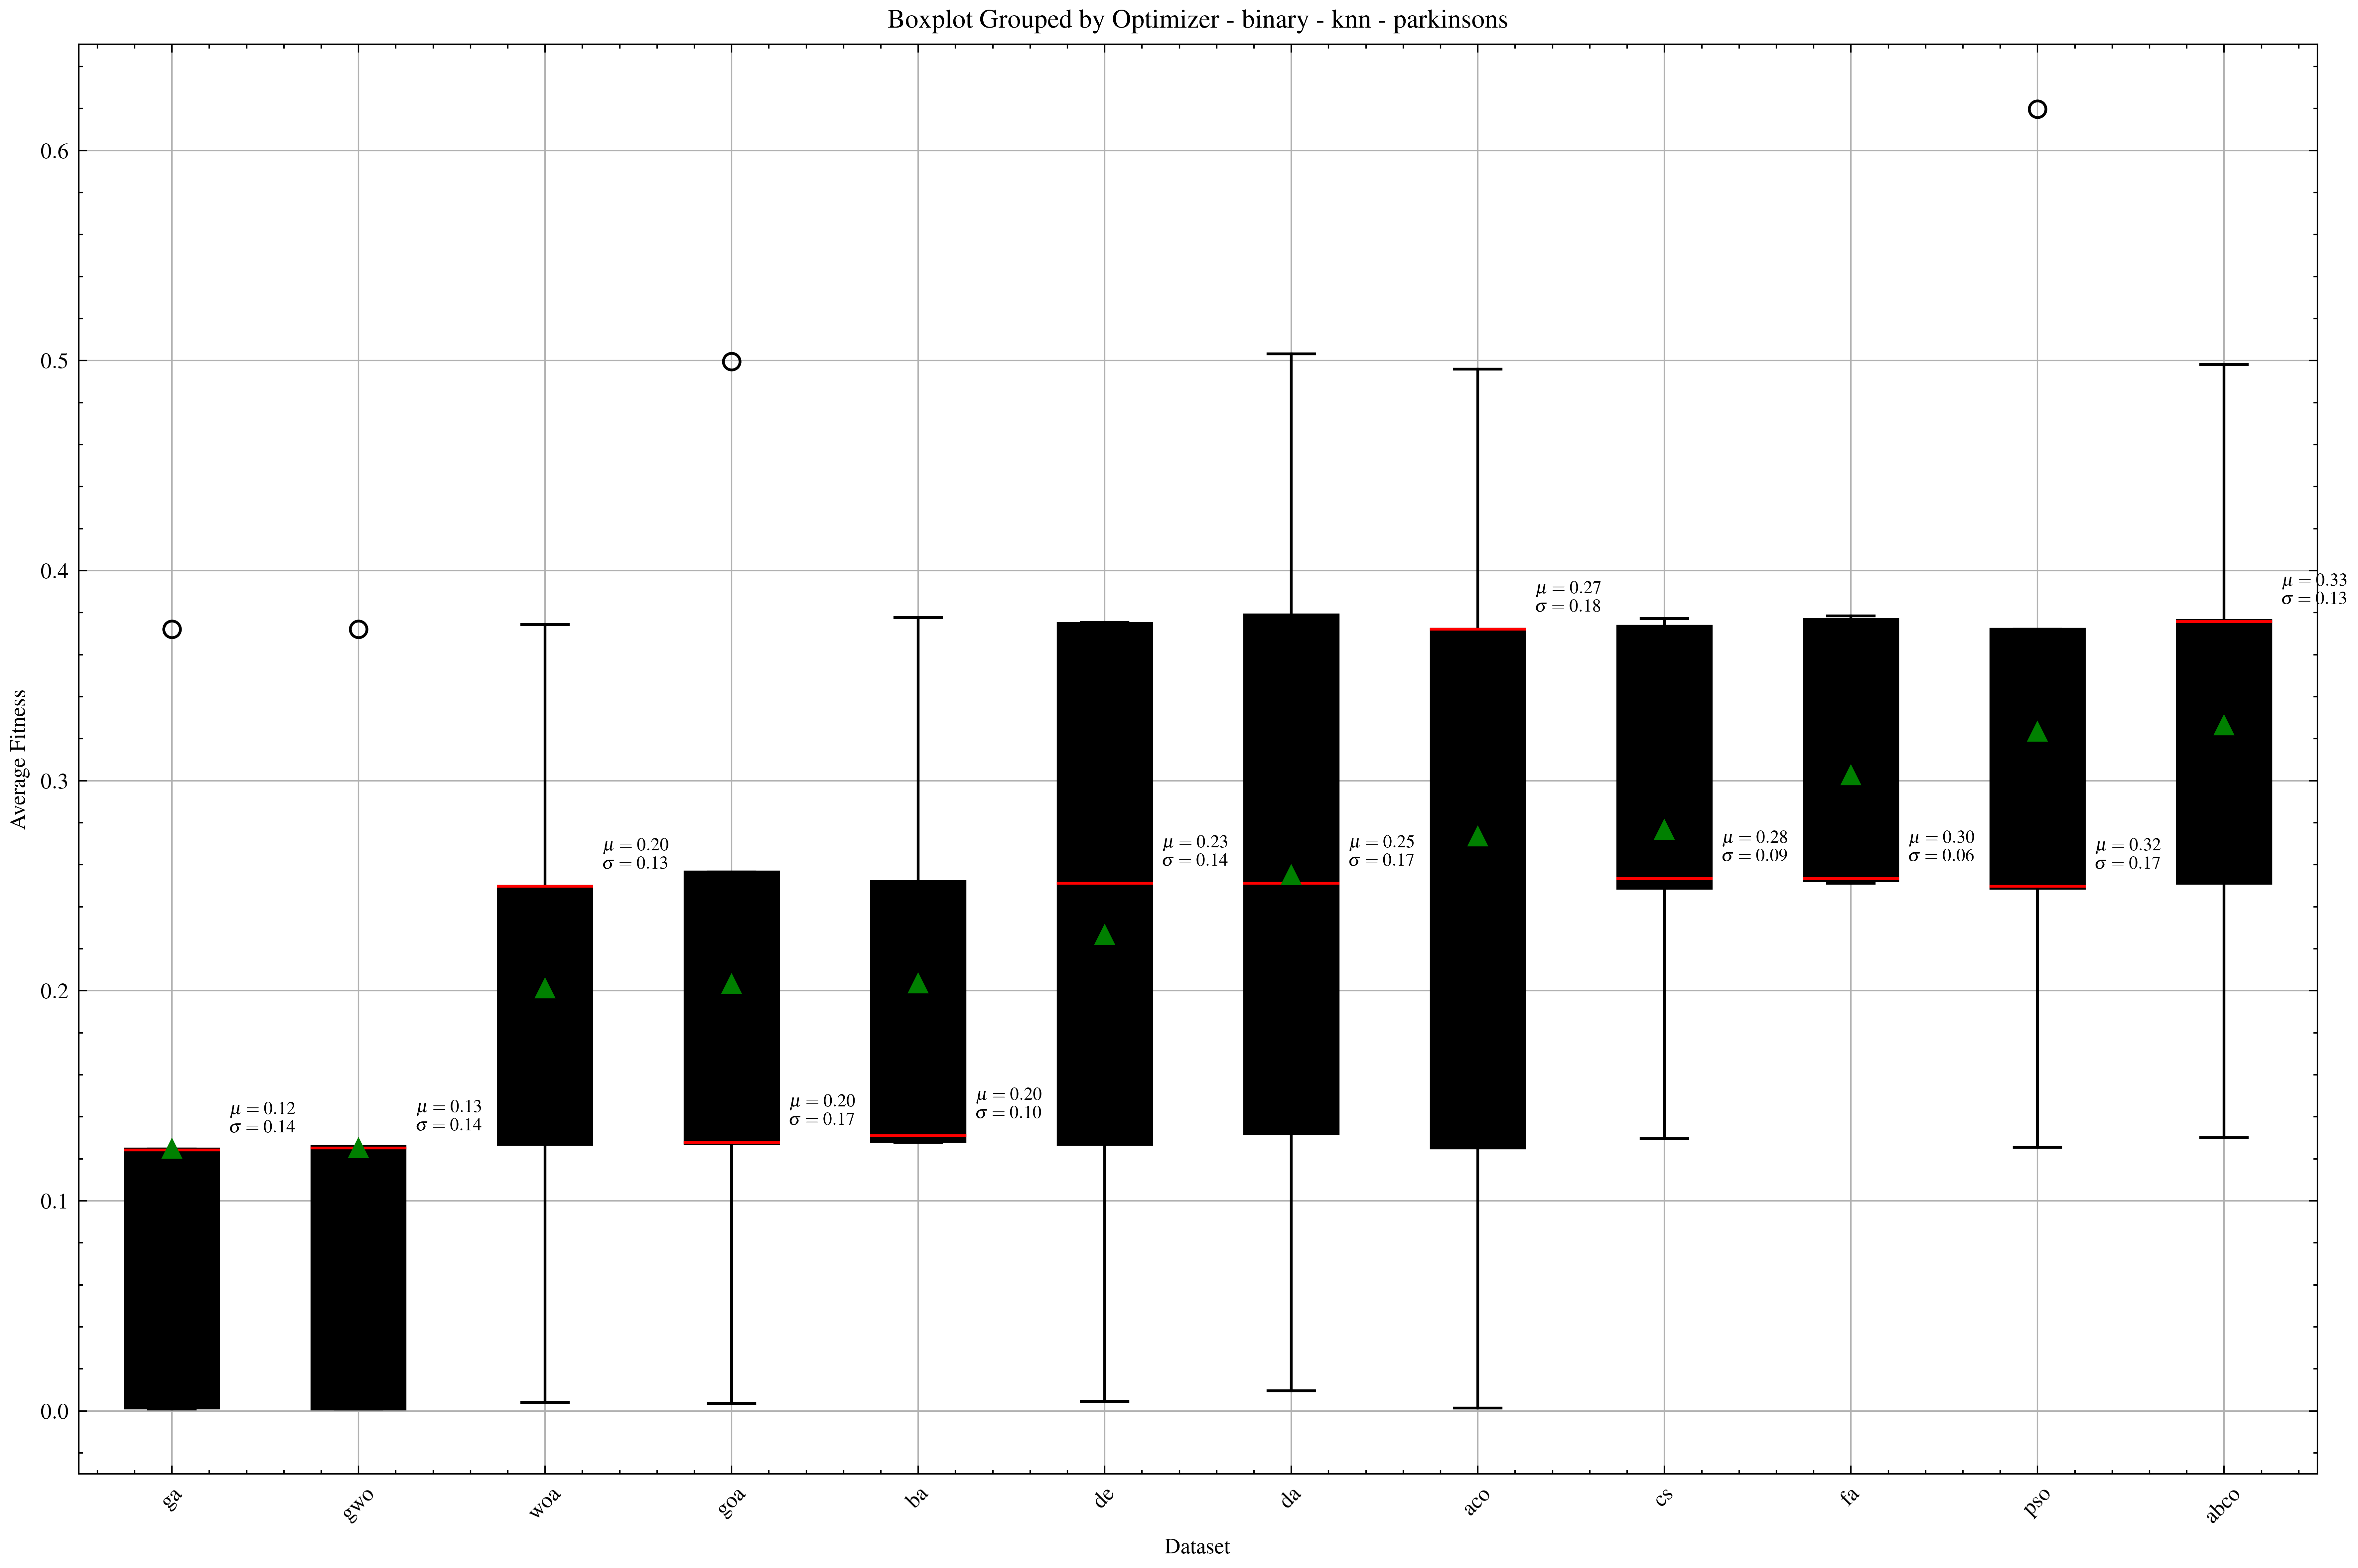 Boxplot Grouped by Optimizer - binary - knn - parkinsons
Average Fitness
0.6
0.5
0.4
0.3
0.2
0.1
0.0
μ = 0.12
σ = 0.14
μ = 0.13
σ = 0.14
μ = 0.20
σ = 0.13
μ = 0.20
σ = 0.17
μ = 0.20
σ = 0.10
μ = 0.23
σ = 0.14
μ = 0.25
σ = 0.17
μ = 0.27
σ = 0.18
μ = 0.28
σ = 0.09
μ = 0.30
σ = 0.06
μ = 0.32
σ = 0.17
μ = 0.33
σ = 0.13
ga
gwo
woa
goa
ba
de
da
aco
cs
fa
pso
abco
Dataset